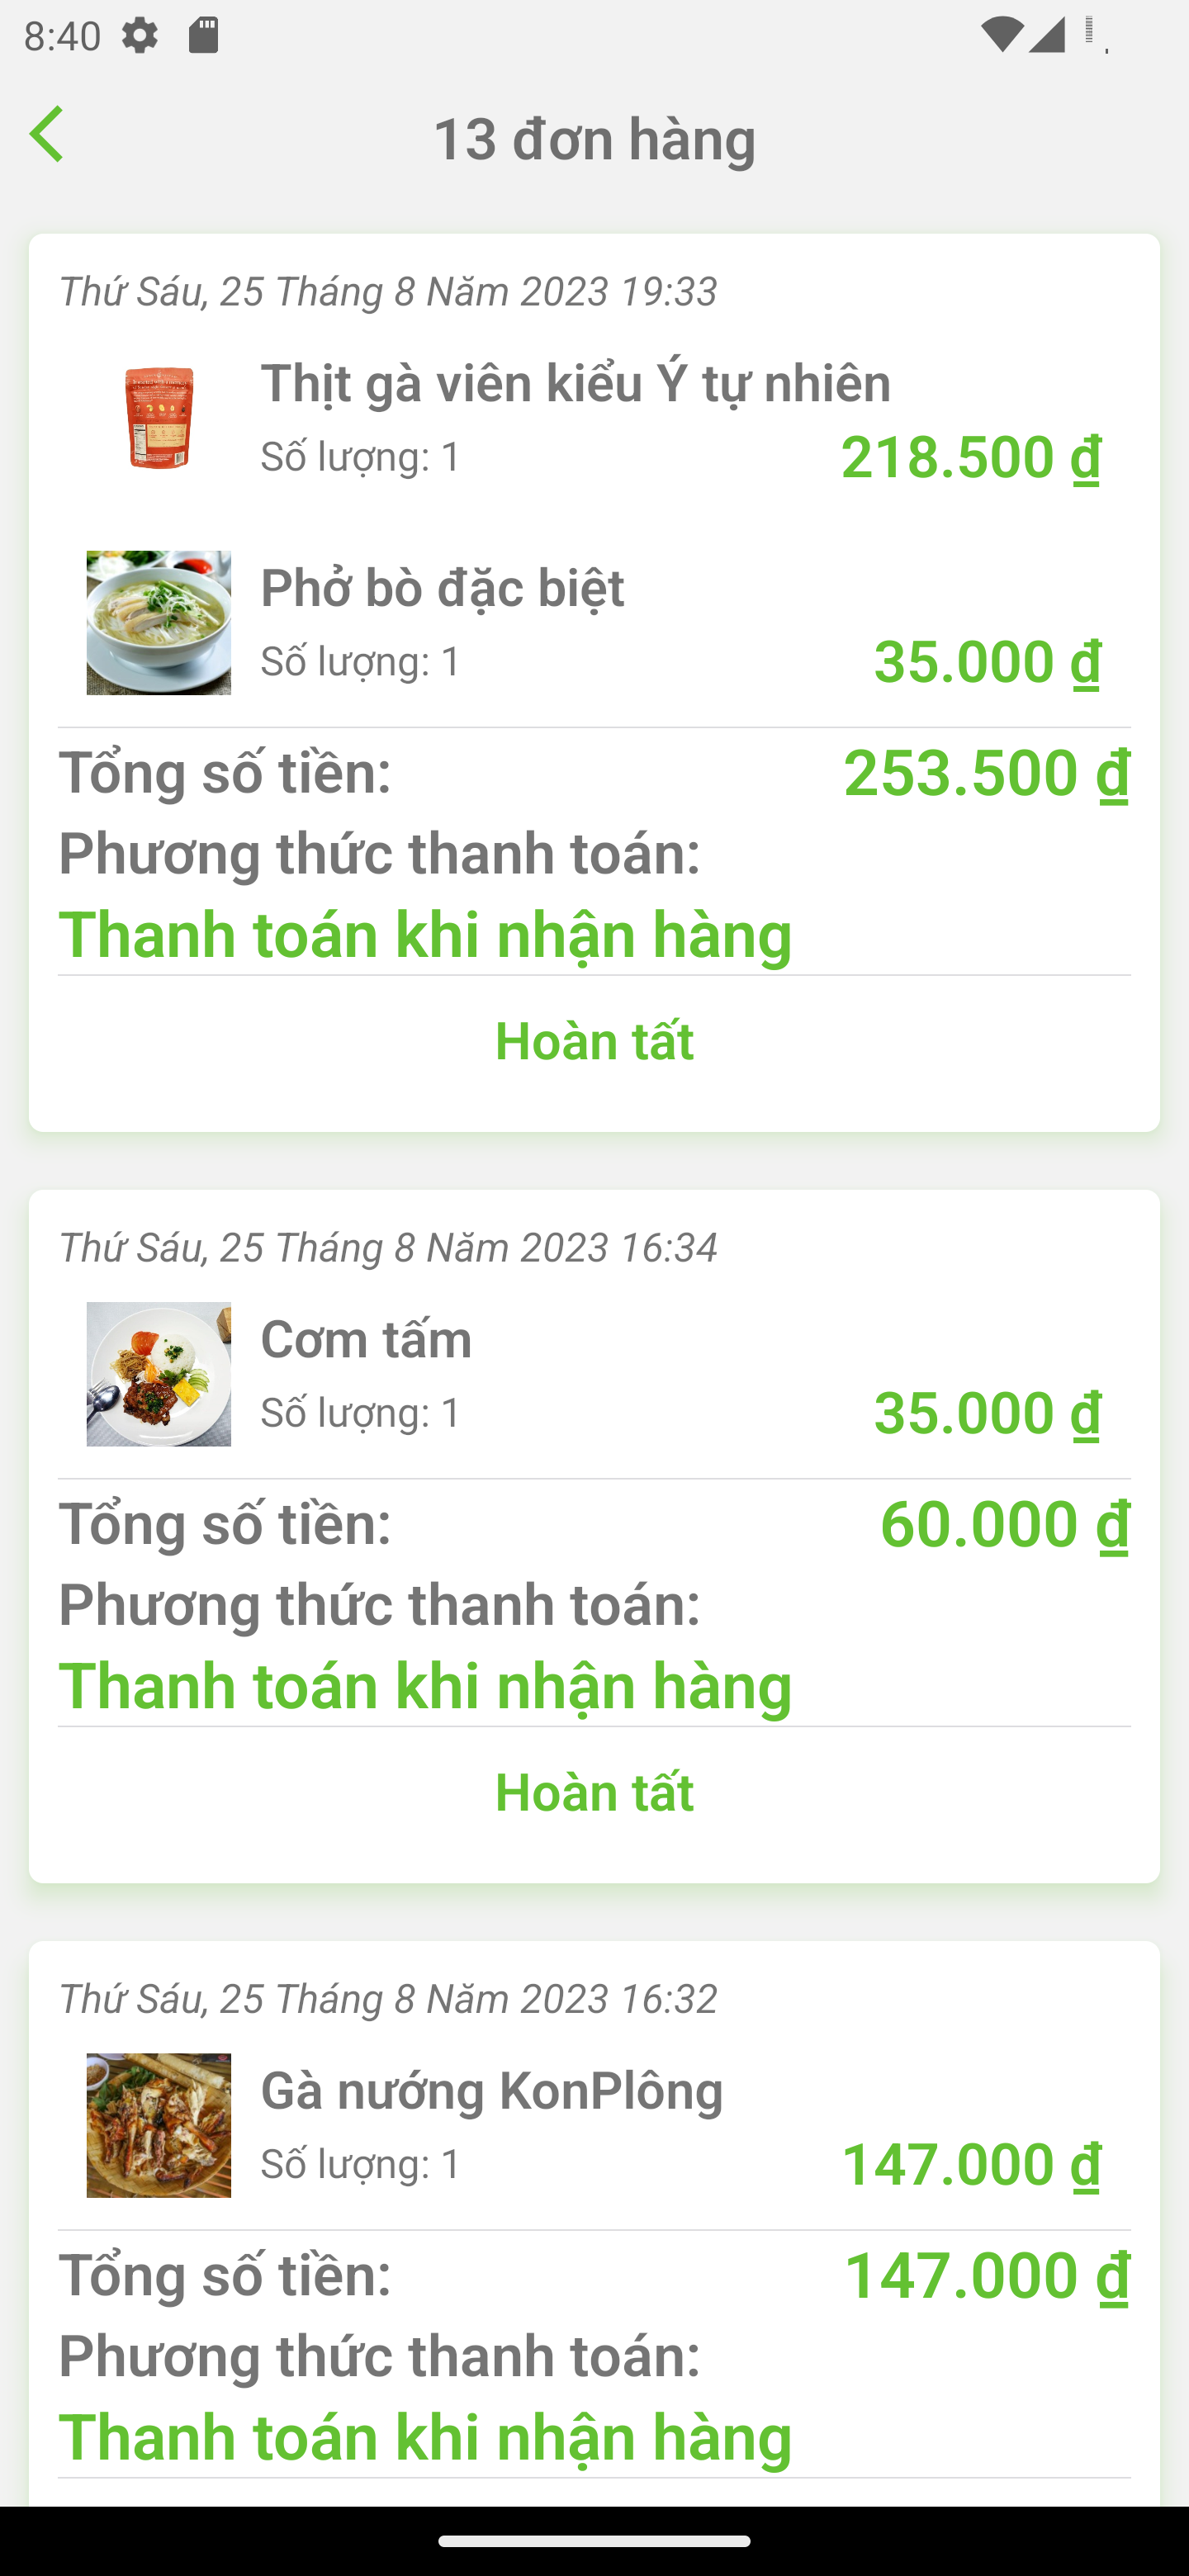 8:40
13 đơn hàng
Thứ Sáu, 25 Tháng 8 Năm 2023 19:33
Thịt gà viên kiểu Ý tự nhiên
Số lượng: 1
218.500 ₫
Phở bò đặc biệt
Số lượng: 1
35.000 ₫
Tổng số tiền:
253.500 ₫
Phương thức thanh toán:
Thanh toán khi nhận hàng
Hoàn tất
Thứ Sáu, 25 Tháng 8 Năm 2023 16:34
Cơm tấm
Số lượng: 1
35.000 ₫
Tổng số tiền:
60.000 ₫
Phương thức thanh toán:
Thanh toán khi nhận hàng
Hoàn tất
Thứ Sáu, 25 Tháng 8 Năm 2023 16:32
Gà nướng KonPlông
Số lượng: 1
147.000 ₫
Tổng số tiền:
147.000 ₫
Phương thức thanh toán:
Thanh toán khi nhận hàng